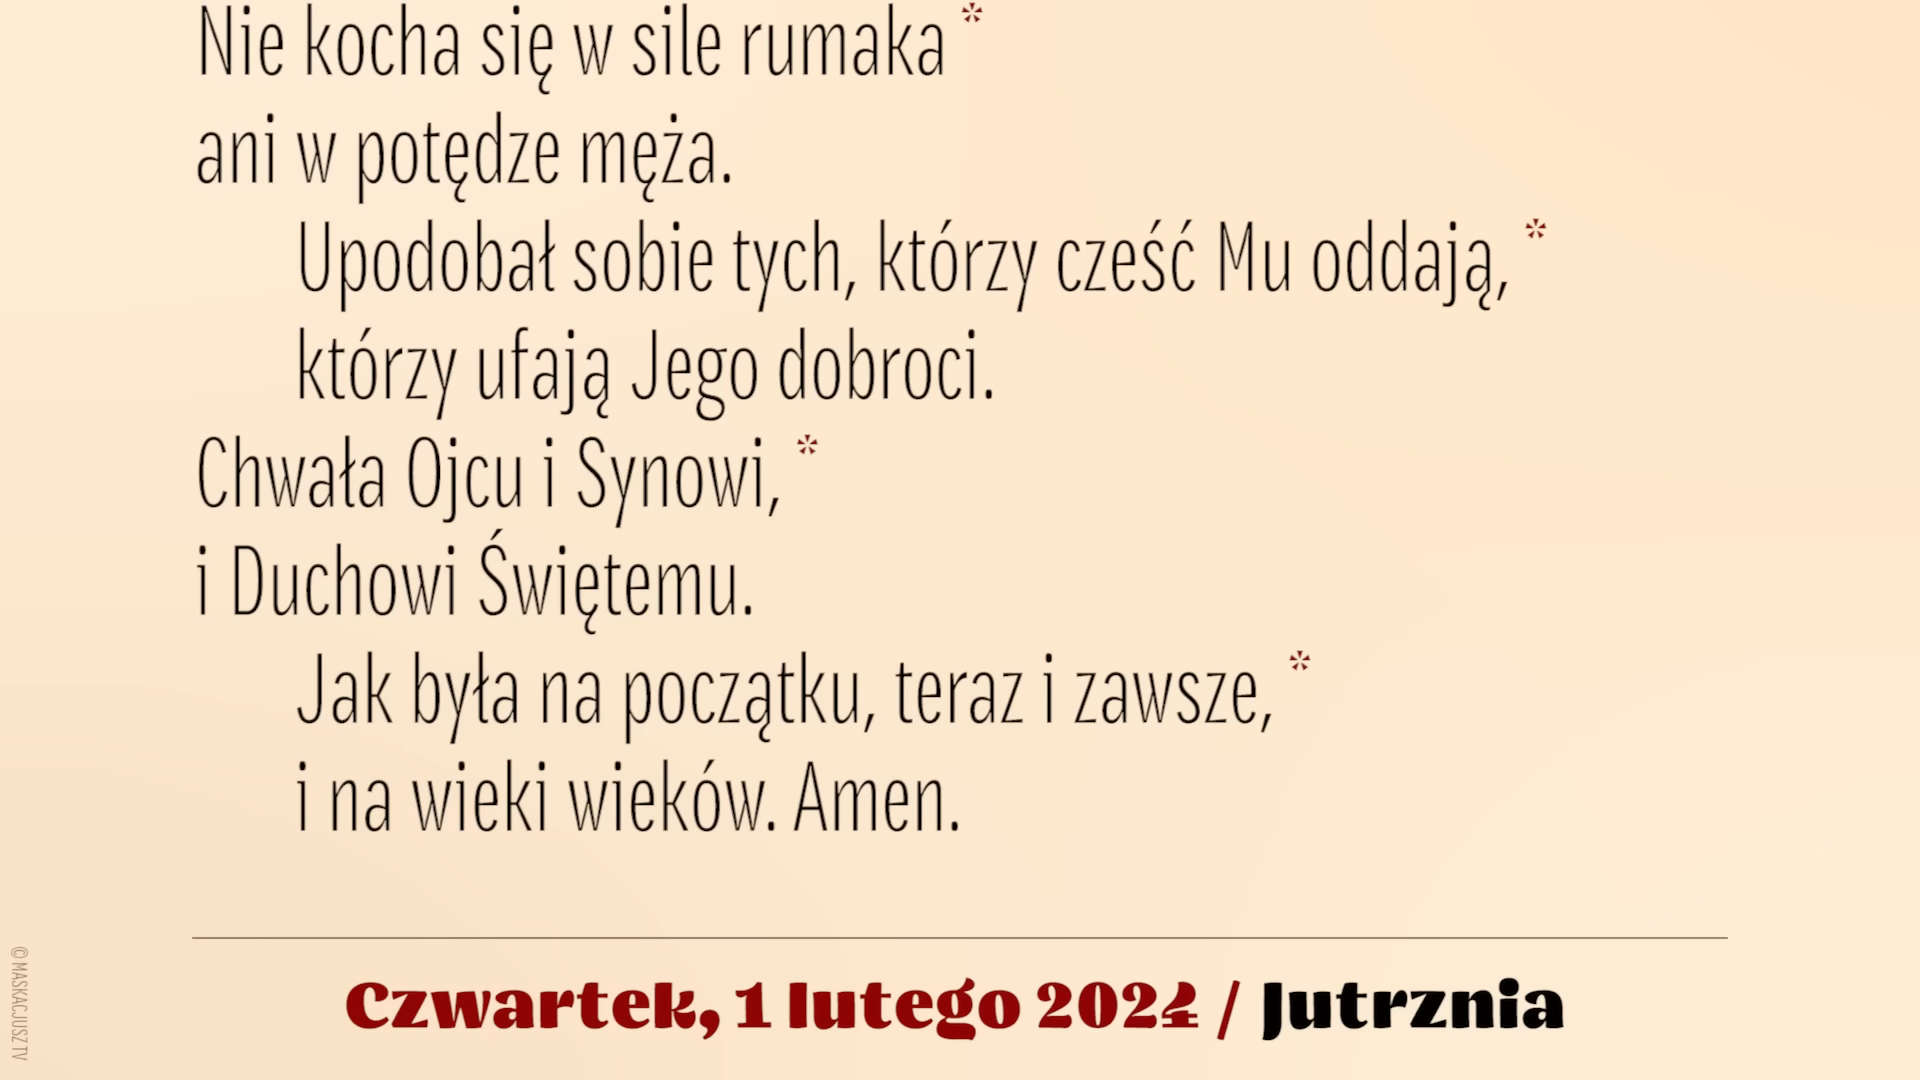 Nie kocha się w sile rumaka *
ani w potędze męża.
Upodobał sobie tych, którzy cześć Mu oddają, *
którzy ufają Jego dobroci.
Chwała Ojcu i Synowi, *
i Duchowi Świętemu.
Jak była na początku, teraz i zawsze, *
i na wieki wieków. Amen.
Czwartek, 1 lutego 2024 / Jutrznia
© MASKACJUSZ TV